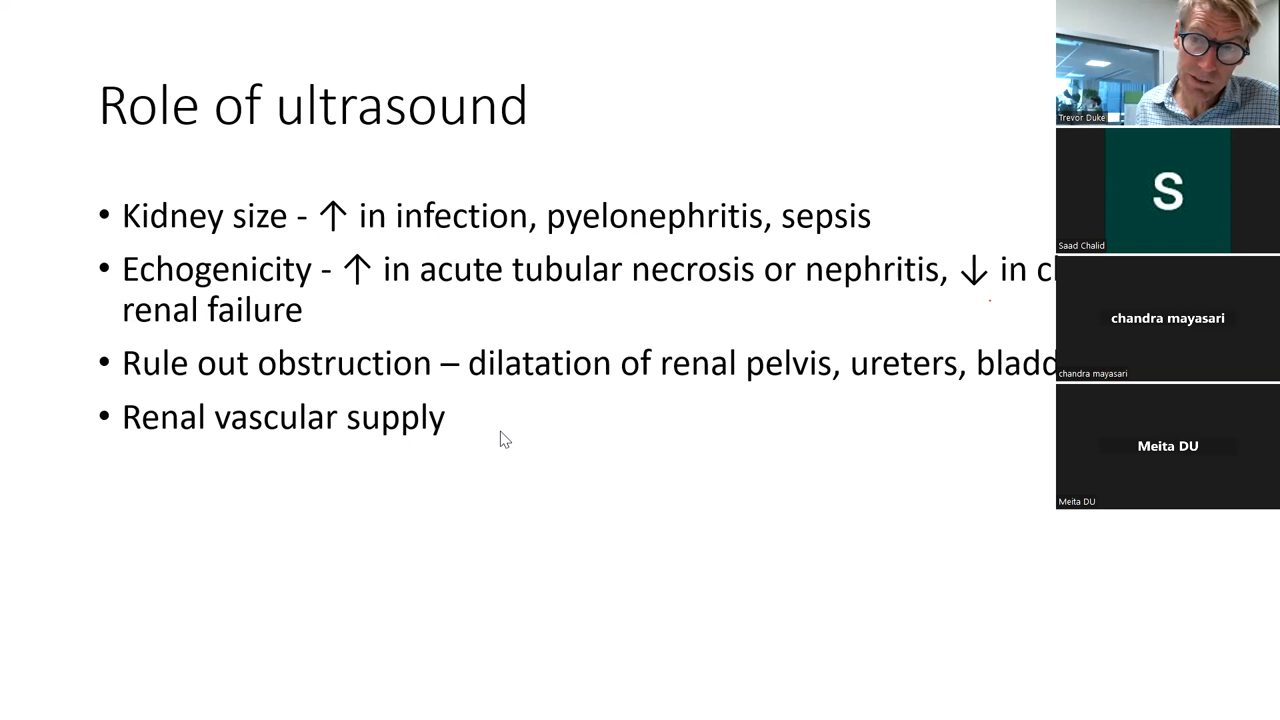 Role of ultrasound
• Kidney size - ↑ in infection, pyelonephritis, sepsis
• Echogenicity - ↑ in acute tubular necrosis or nephritis, ↓ in
renal failure
• Rule out obstruction – dilatation of renal pelvis, ureters,
• Renal vascular supply
Trevor Duke
S
Saad Chalid
chandra mayasari
chandra mayasari
Meita DU
Meita DU